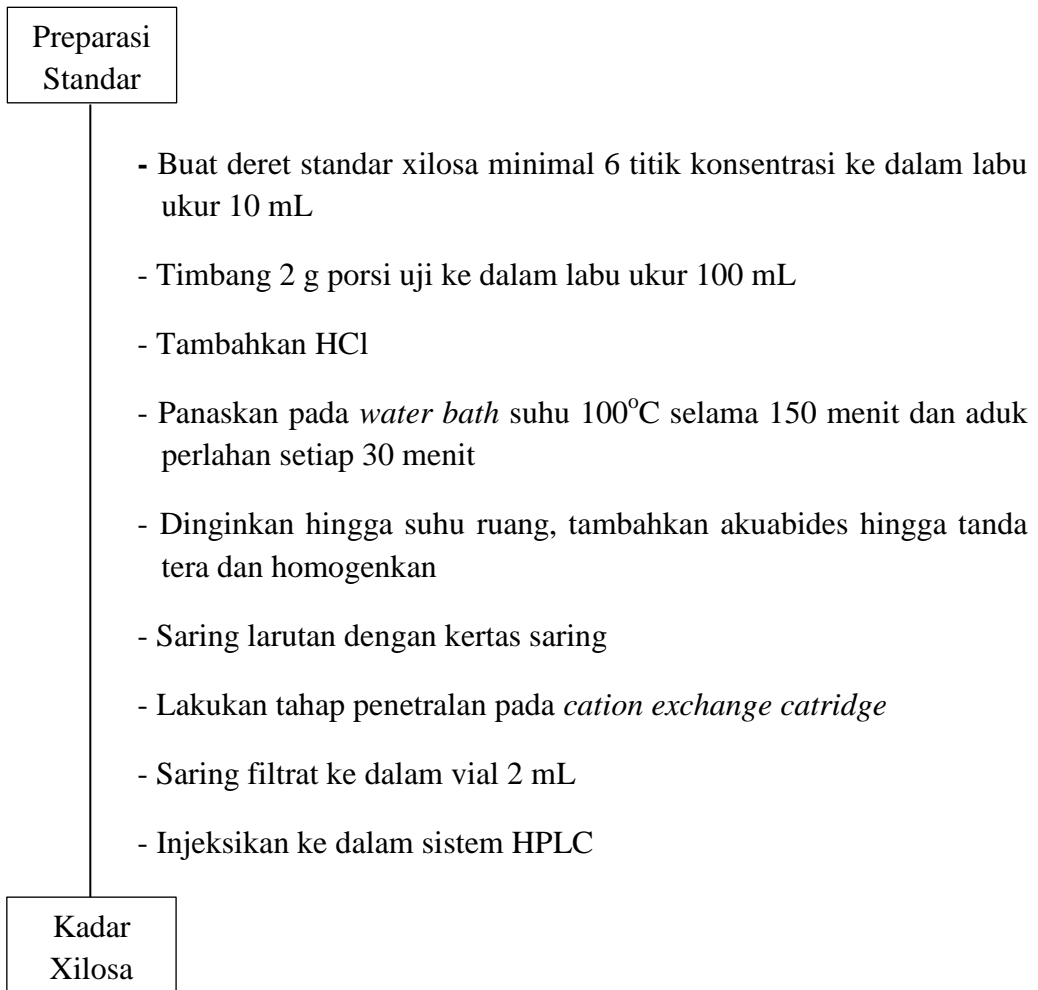 Preparasi
Standar
- Buat deret standar xilosa minimal 6 titik konsentrasi ke dalam labu
ukur 10 mL
- Timbang 2 g porsi uji ke dalam labu ukur 100 mL
- Tambahkan HCl
- Panaskan pada water bath suhu 100°C selama 150 menit dan aduk
perlahan setiap 30 menit
- Dinginkan hingga suhu ruang, tambahkan akuabides hingga tanda
tera dan homogenkan
- Saring larutan dengan kertas saring
- Lakukan tahap penetralan pada cation exchange catridge
- Saring filtrat ke dalam vial 2 mL
- Injeksikan ke dalam sistem HPLC
Kadar
Xilosa